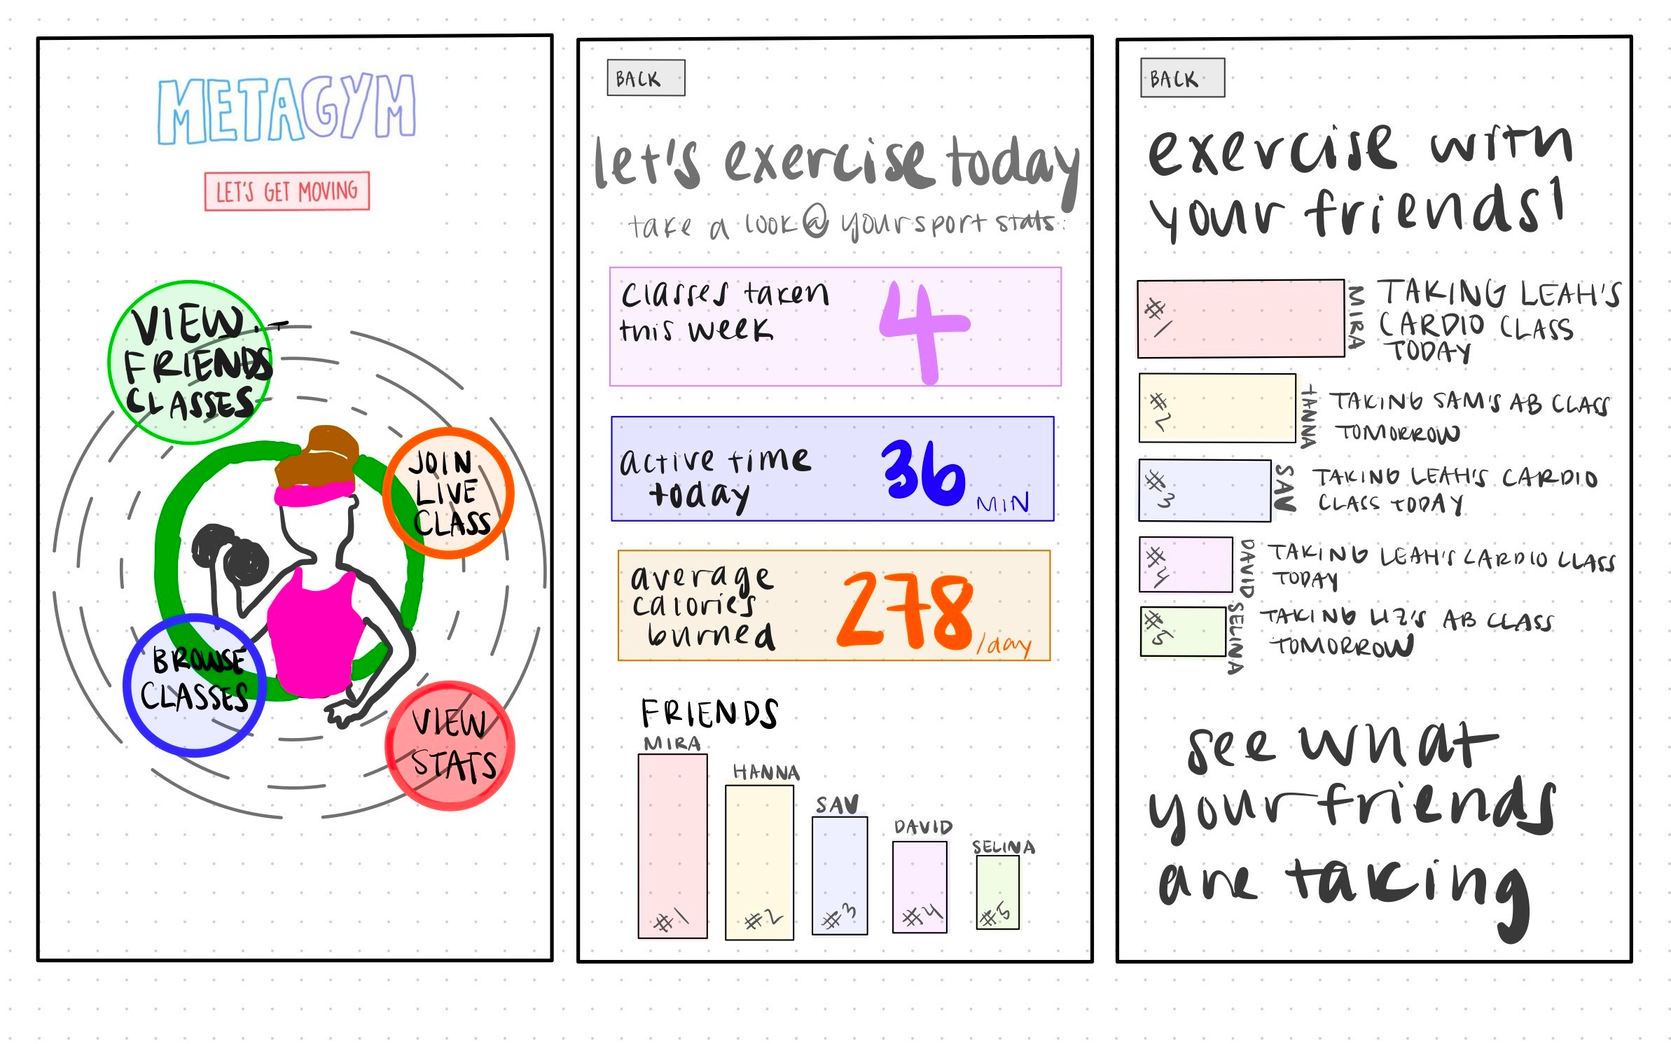 METAGYM
LET'S GET MOVING
VIEW
FRIENDS
CLASSES
JOIN
LIVE
CLASS
BROWSE
CLASSES
VIEW
STATS
BACK
let's exercise today
take a look @ your sport stats:
classes taken
this week
4
active time
today
36 MIN
average
calories
burned
278 /day
FRIENDS
MIRA
HANNA
SAV
DAVID
SELINA
#1
#2
#3
#4
#5
BACK
exercise with
your friends!
#1
MIRA
TAKING LEAH'S
CARDIO CLASS
TODAY
#2
HANNA
TAKING SAM'S AB CLASS
TOMORROW
#3
SAV
TAKING LEAH'S CARDIO
CLASS TODAY
#4
DAVID
TAKING LEAH'S CARDIO CLASS
TODAY
#5
SELINA
TAKING LIZ'S AB CLASS
TOMORROW
see what
your friends
are taking